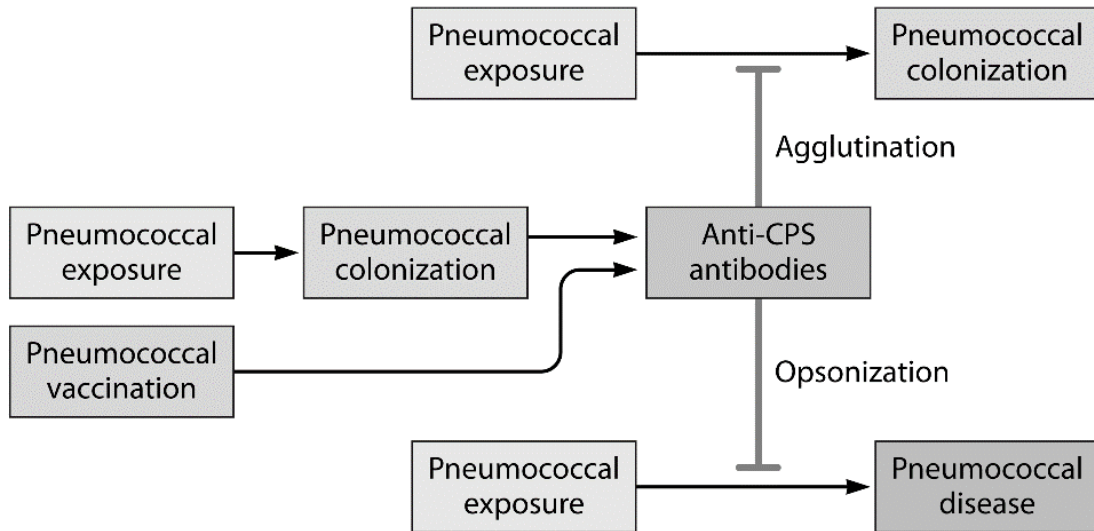 Pneumococcal
exposure
Pneumococcal
colonization
Agglutination
Pneumococcal
exposure
Pneumococcal
colonization
Anti-CPS
antibodies
Pneumococcal
vaccination
Opsonization
Pneumococcal
exposure
Pneumococcal
disease